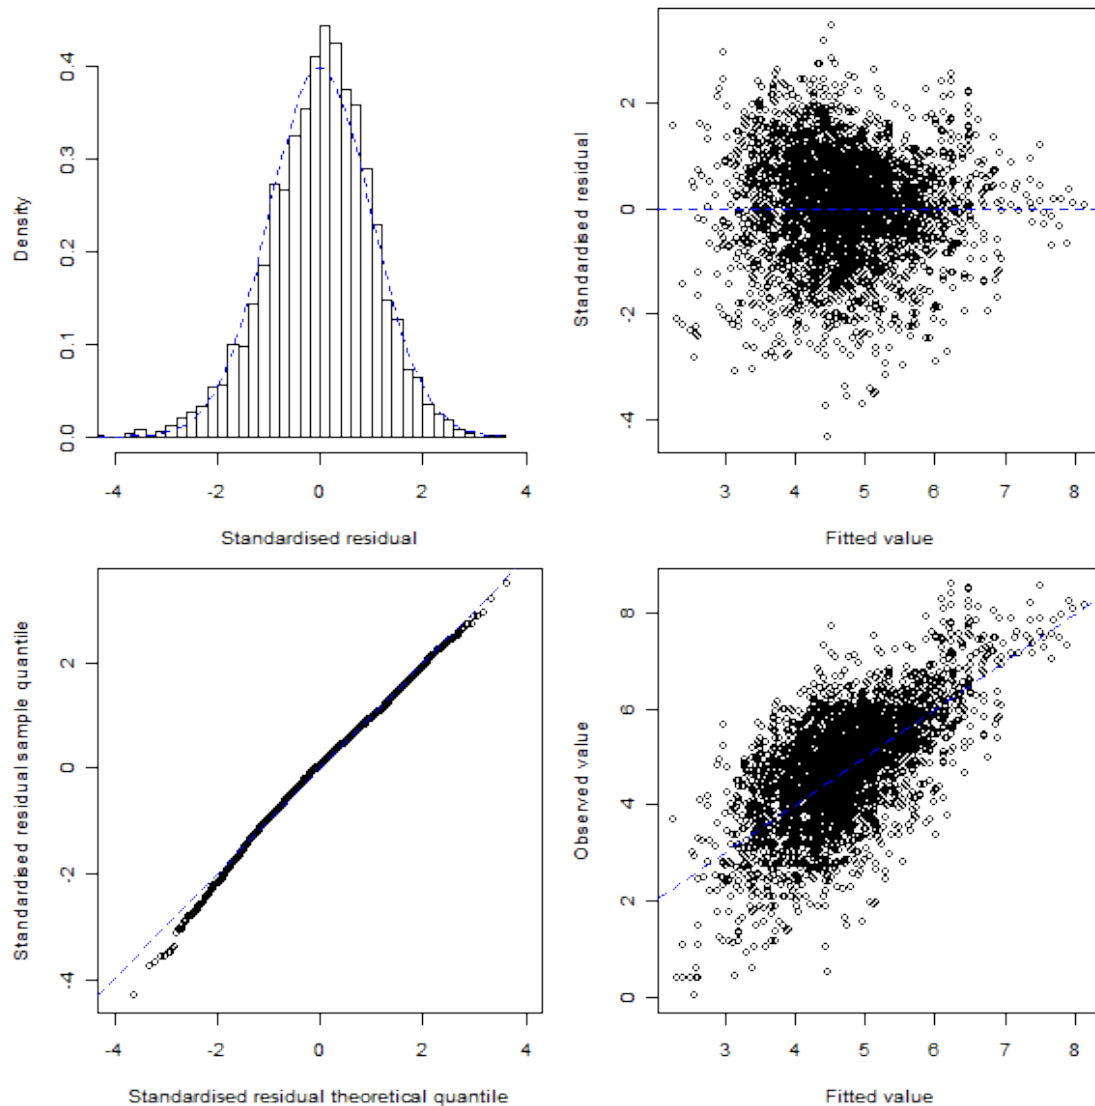 Density
0.0 0.1 0.2 0.3 0.4
-4 -2 0 2 4
Standardised residual
Standardised residual
-4 -2 0 2
3 4 5 6 7 8
Fitted value
Standardised residual sample quantile
-4 -2 0 2
-4 -2 0 2 4
Standardised residual theoretical quantile
Observed value
0 2 4 6 8
3 4 5 6 7 8
Fitted value